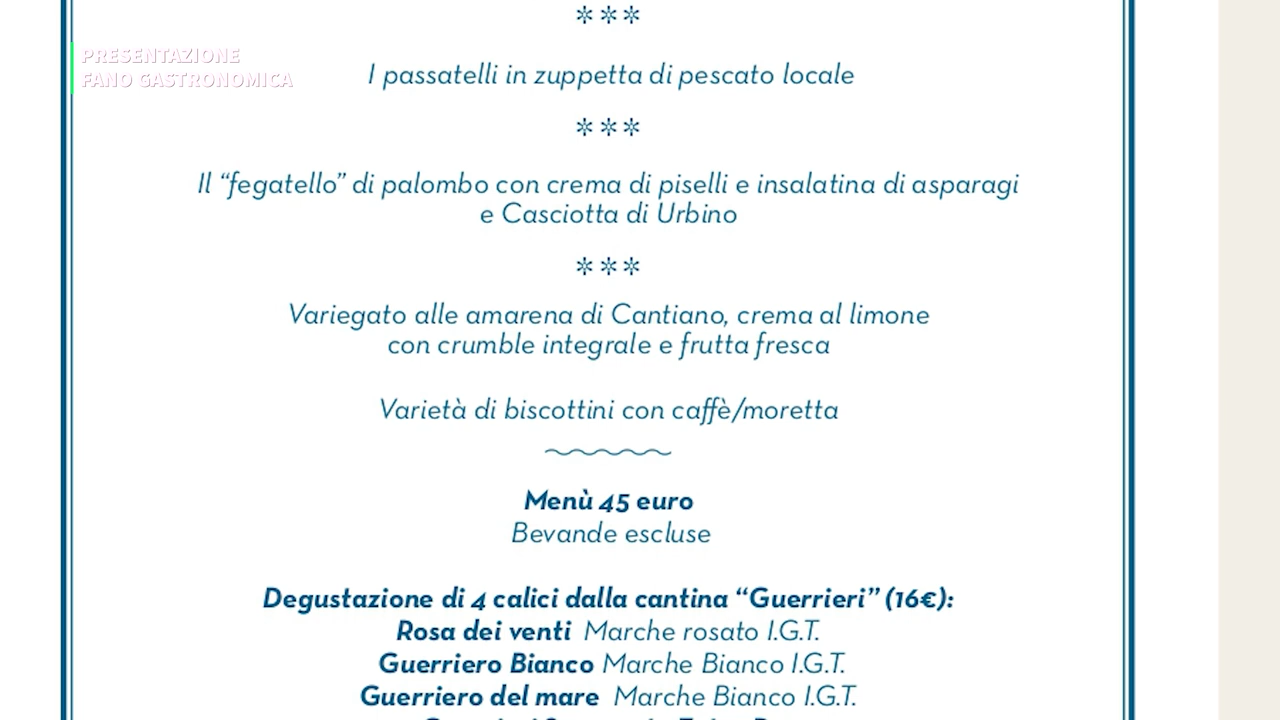 ***
PRESENTAZIONE
FANO GASTRONOMICA
I passatelli in zuppetta di pescato locale
***
Il “fegatello” di palombo con crema di piselli e insalatina di asparagi
e Casciotta di Urbino
***
Variegato alle amarena di Cantiano, crema al limone
con crumble integrale e frutta fresca
Varietà di biscottini con caffè/moretta
Menù 45 euro
Bevande escluse
Degustazione di 4 calici dalla cantina “Guerrieri” (16€):
Rosa dei venti Marche rosato I.G.T.
Guerriero Bianco Marche Bianco I.G.T.
Guerriero del mare Marche Bianco I.G.T.